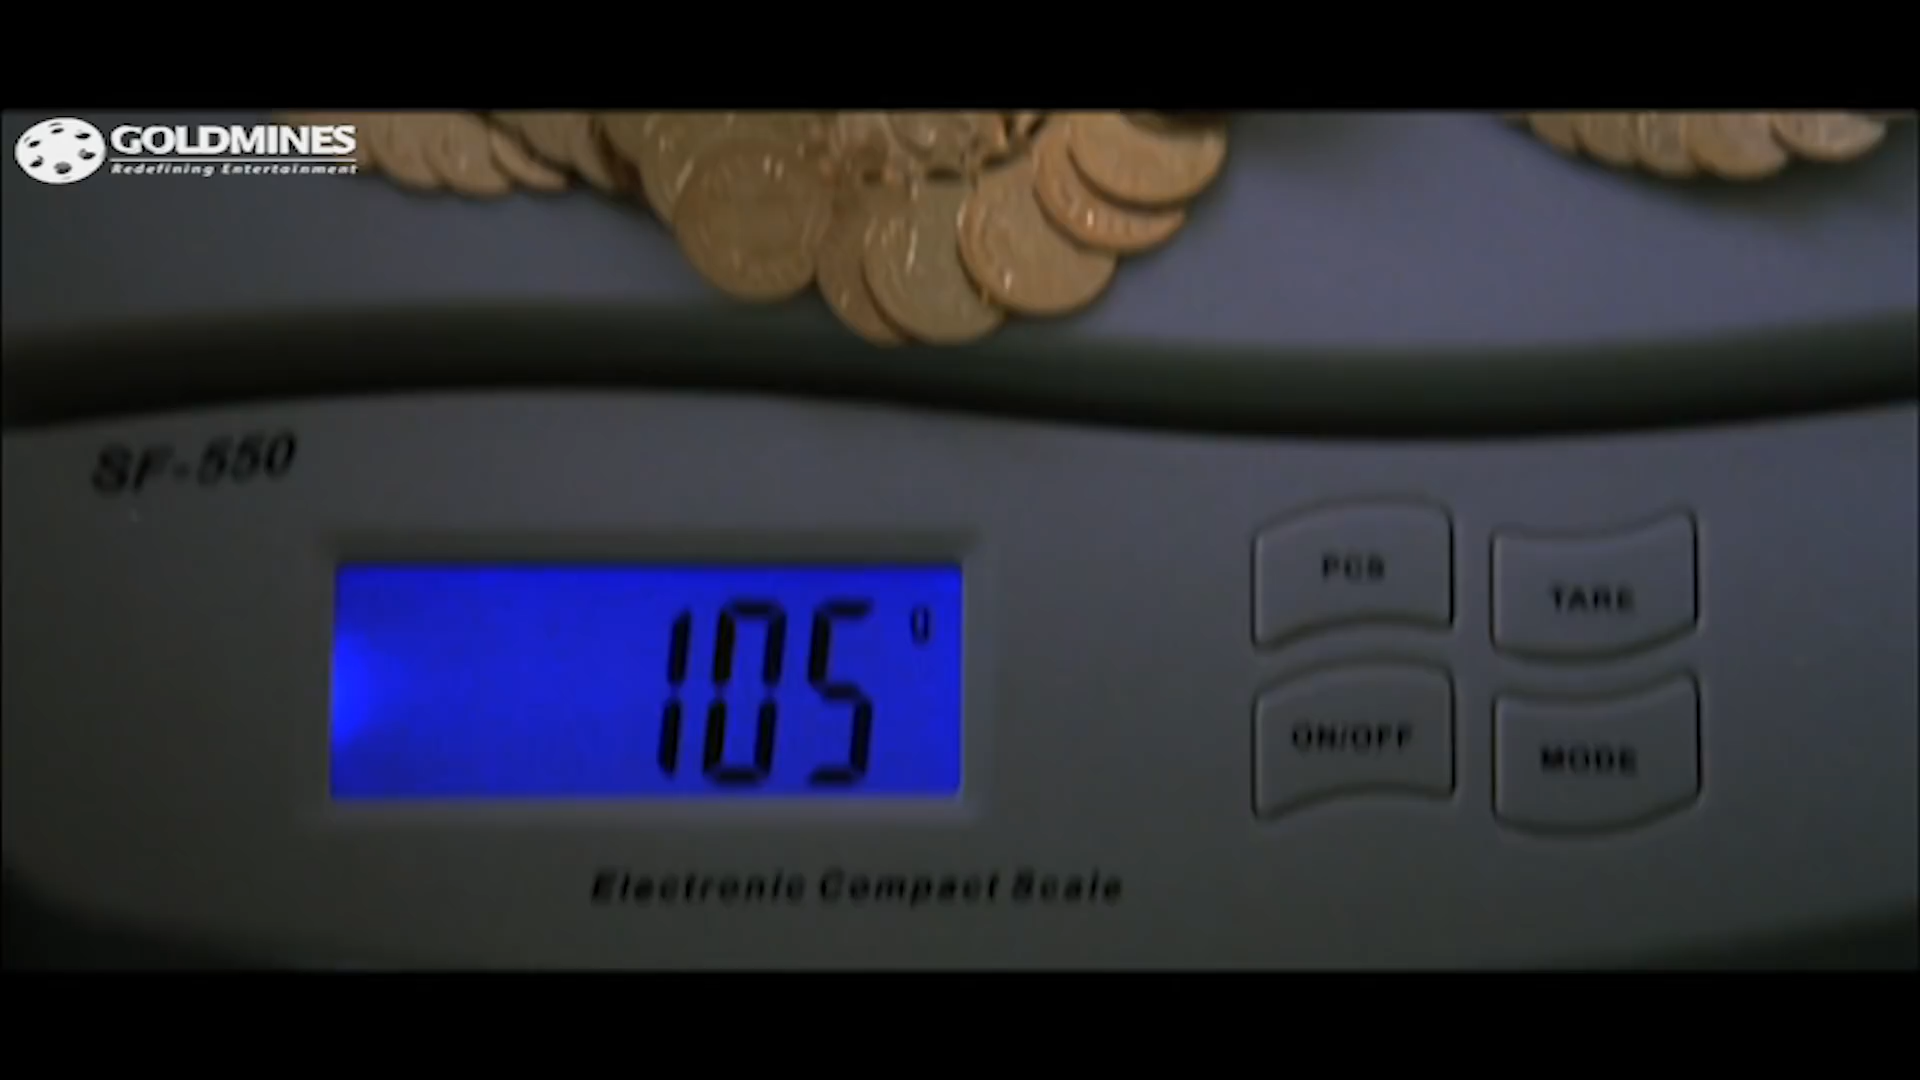 GOLDMINES
Redefining Entertainment
SF-550
105 g
PCS
TARE
ON/OFF
MODE
Electronic Compact Scale